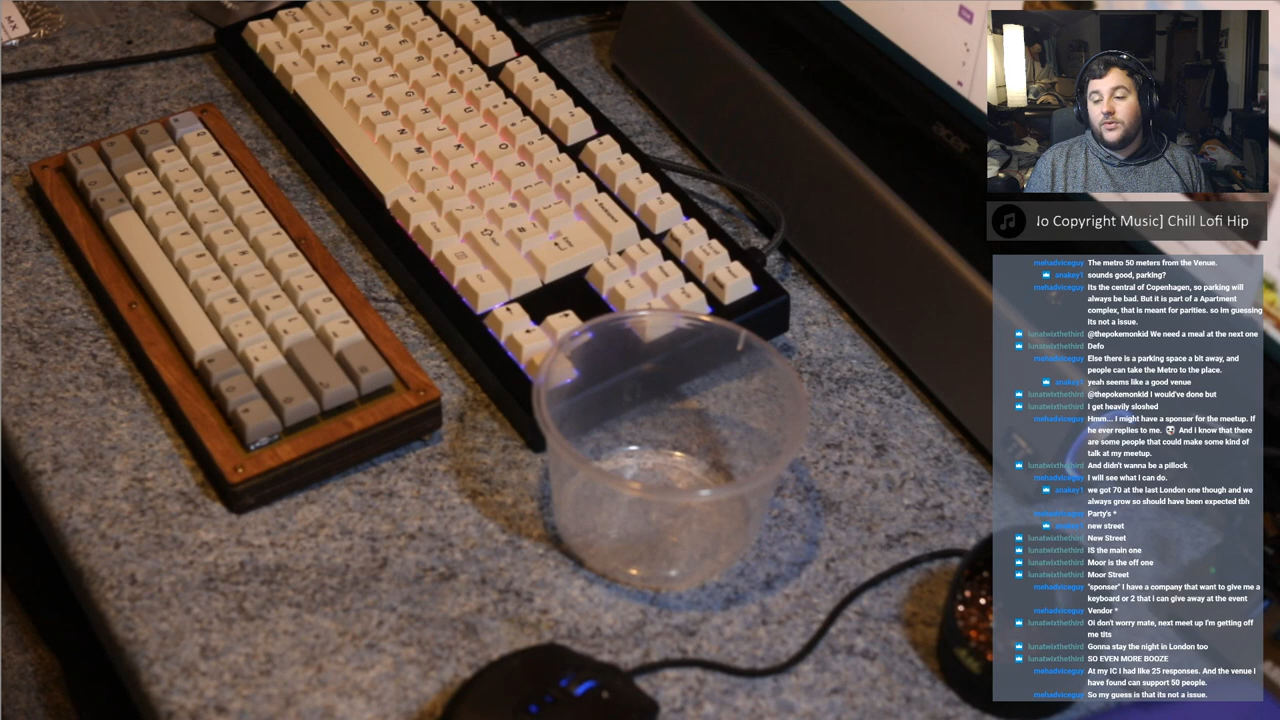 MX
acer
Io Copyright Music] Chill Lofi Hip
mehadviceguy The metro 50 meters from the Venue.
anakey1 sounds good, parking?
mehadviceguy Its the central of Copenhagen, so parking will
always be bad. But it is part of a Apartment
complex, that is meant for parities. so im guessing
its not a issue.
lunatwixthethird @thepokemonkid We need a meal at the next one
lunatwixthethird Defo
mehadviceguy Else there is a parking space a bit away, and
people can take the Metro to the place.
anakey1 yeah seems like a good venue
lunatwixthethird @thepokemonkid I would've done but
lunatwixthethird I get heavily sloshed
mehadviceguy Hmm... I might have a sponser for the meetup. If
he ever replies to me. And I know that there
are some people that could make some kind of
talk at my meetup.
lunatwixthethird And didn't wanna be a pillock
mehadviceguy I will see what I can do.
anakey1 we got 70 at the last London one though and we
always grow so should have been expected tbh
mehadviceguy Party's *
anakey1 new street
lunatwixthethird New Street
lunatwixthethird IS the main one
lunatwixthethird Moor is the off one
lunatwixthethird Moor Street
mehadviceguy "sponser" I have a company that want to give me a
keyboard or 2 that i can give away at the event
mehadviceguy Vendor *
lunatwixthethird Oi don't worry mate, next meet up I'm getting off
me tits
lunatwixthethird Gonna stay the night in London too
lunatwixthethird SO EVEN MORE BOOZE
mehadviceguy At my IC I had like 25 responses. And the venue i
have found can support 50 people.
mehadviceguy So my guess is that its not a issue.